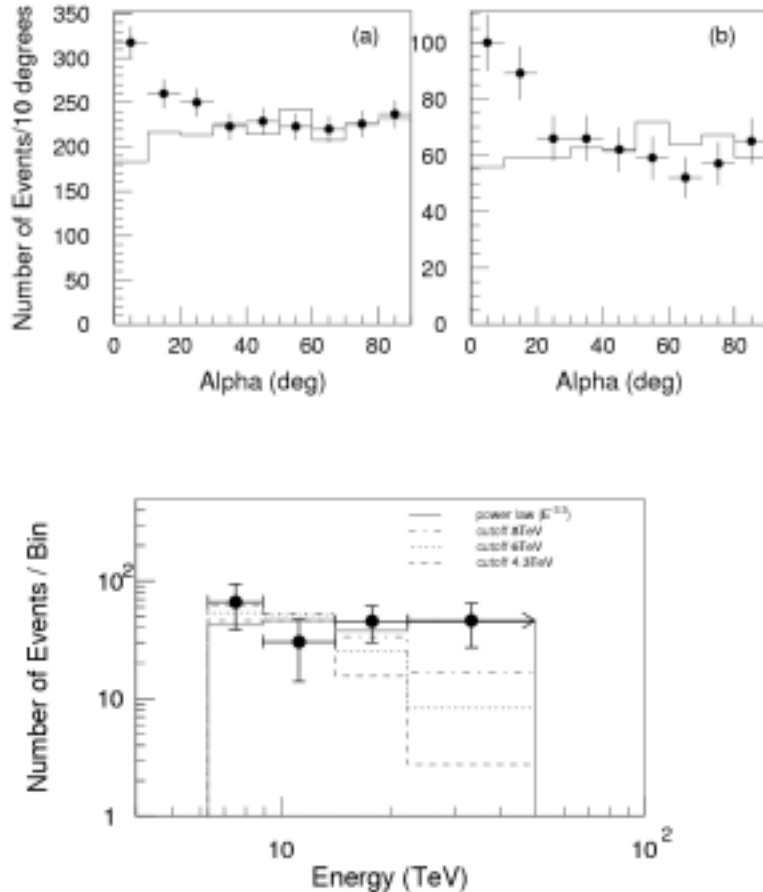 (a)
(b)
Number of Events/10 degrees
350
300
250
200
150
100
50
0
0 20 40 60 80
Alpha (deg)
100
80
60
40
20
0
0 20 40 60 80
Alpha (deg)
power law (E
cutoff 8TeV
cutoff 6TeV
cutoff 4.3TeV
Number of Events / Bin
10²
10
1
10
10²
Energy (TeV)